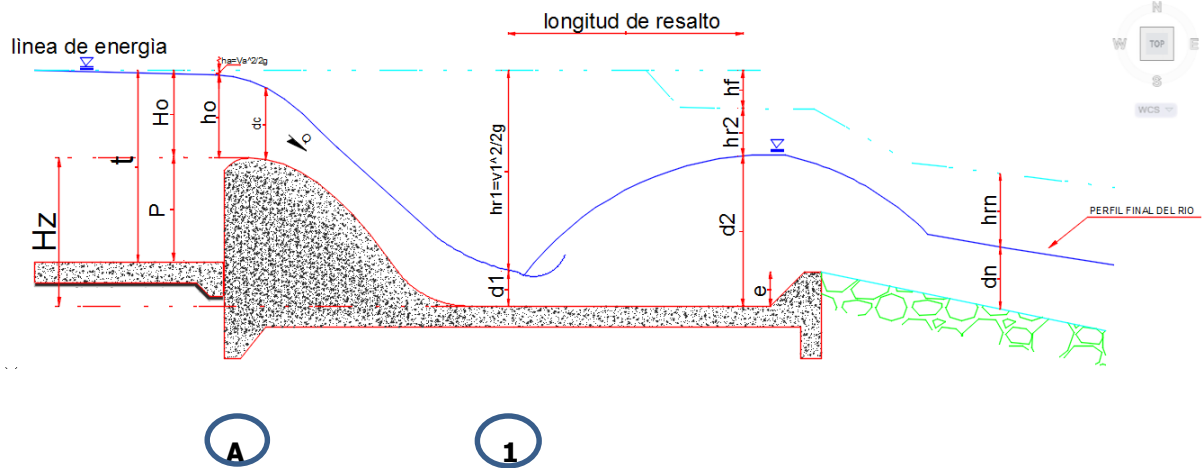 longitud de resalto
lìnea de energìa
ha=Va^2/2g
N
W
TOP
E
S
WCS
Ho
ho
dc
t
P
Hz
hr1=v1^2/2g
d1
hf
hr2
d2
e
hrn
dn
PERFIL FINAL DEL RIO
A
1